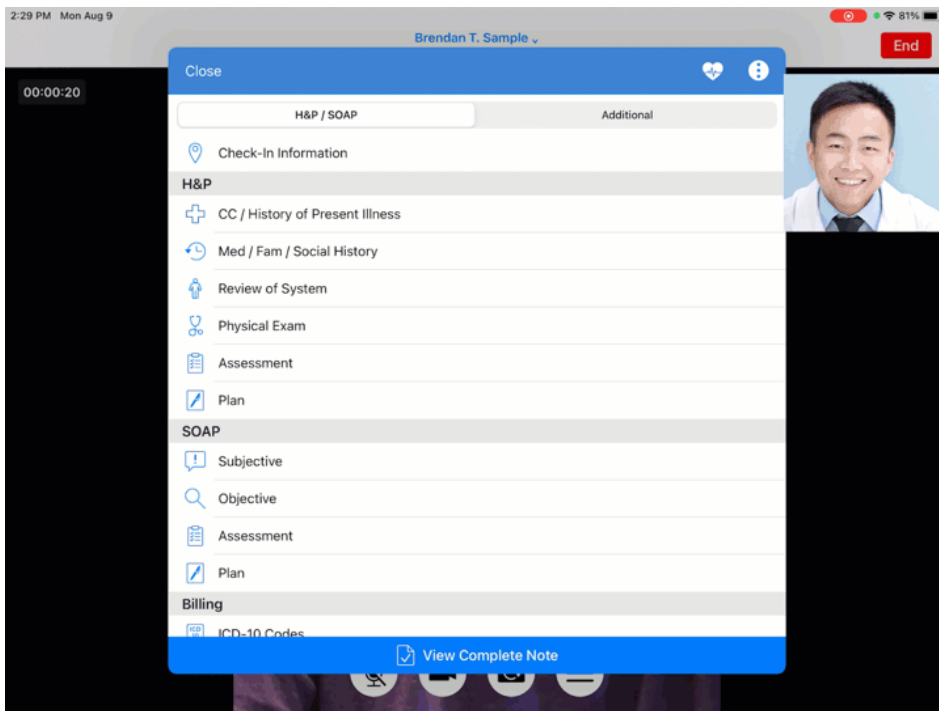 2:29 PM Mon Aug 9
81%
Brendan T. Sample
End
00:00:20
Close
H&P / SOAP
Additional
Check-In Information
H&P
CC / History of Present Illness
Med / Fam / Social History
Review of System
Physical Exam
Assessment
Plan
SOAP
Subjective
Objective
Assessment
Plan
Billing
ICD-10 Codes
View Complete Note